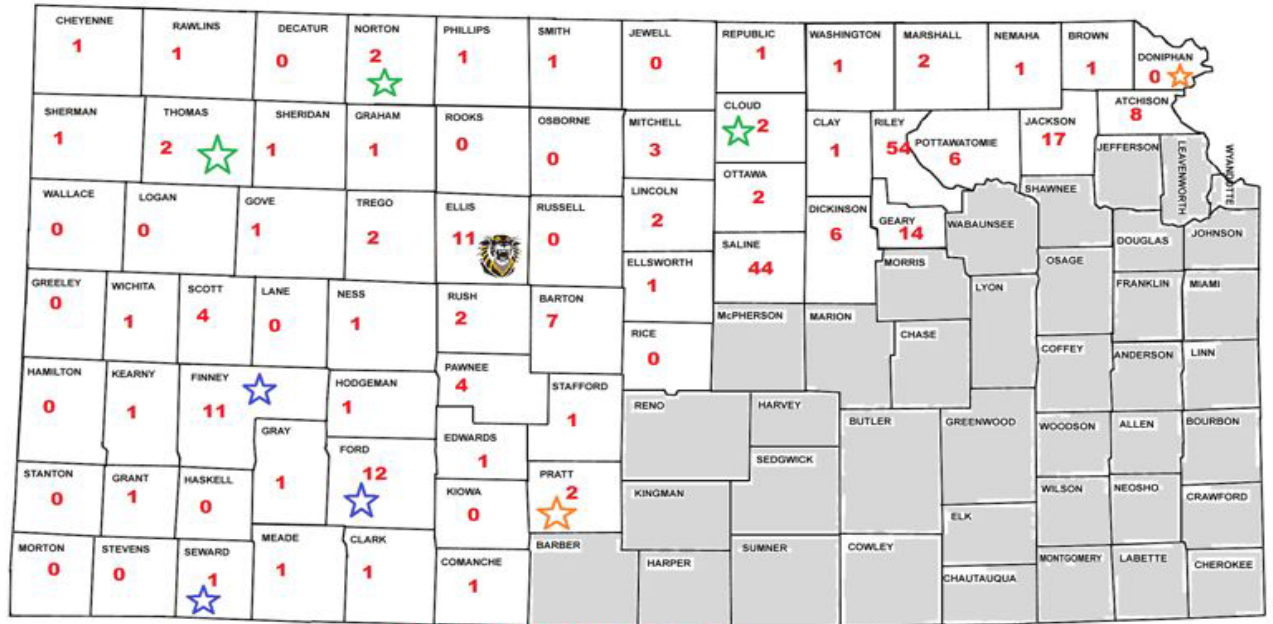 CHEYENNE
1
RAWLINS
1
DECATUR
0
NORTON
2
PHILLIPS
1
SMITH
1
JEWELL
0
REPUBLIC
1
WASHINGTON
1
MARSHALL
2
NEMAHA
1
BROWN
1
DONIPHAN
0
SHERMAN
1
THOMAS
2
SHERIDAN
1
GRAHAM
1
ROOKS
0
OSBORNE
0
MITCHELL
3
CLOUD
2
CLAY
1
RILEY
54
POTTAWATOMIE
6
JACKSON
17
ATCHISON
8
JEFFERSON
LEAVENWORTH
WYANDOTTE
WALLACE
0
LOGAN
0
GOVE
1
TREGO
2
ELLIS
11
RUSSELL
0
LINCOLN
2
OTTAWA
2
DICKINSON
6
GEARY
14
WABAUNSEE
SHAWNEE
DOUGLAS
JOHNSON
SALINE
44
ELLSWORTH
1
MORRIS
OSAGE
GREELEY
0
WICHITA
1
SCOTT
4
LANE
0
NESS
1
RUSH
2
BARTON
7
RICE
0
McPHERSON
MARION
CHASE
LYON
FRANKLIN
MIAMI
COFFEY
ANDERSON
LINN
HAMILTON
0
KEARNY
1
FINNEY
11
HODGEMAN
1
PAWNEE
4
STAFFORD
1
RENO
HARVEY
BUTLER
GREENWOOD
WOODSON
ALLEN
BOURBON
GRAY
1
FORD
12
EDWARDS
1
PRATT
2
SEDGWICK
STANTON
0
GRANT
1
HASKELL
0
KIOWA
0
KINGMAN
ELK
WILSON
NEOSHO
CRAWFORD
MORTON
0
STEVENS
0
SEWARD
1
MEADE
1
CLARK
1
COMANCHE
1
BARBER
HARPER
SUMNER
COWLEY
CHAUTAUQUA
MONTGOMERY
LABETTE
CHEROKEE